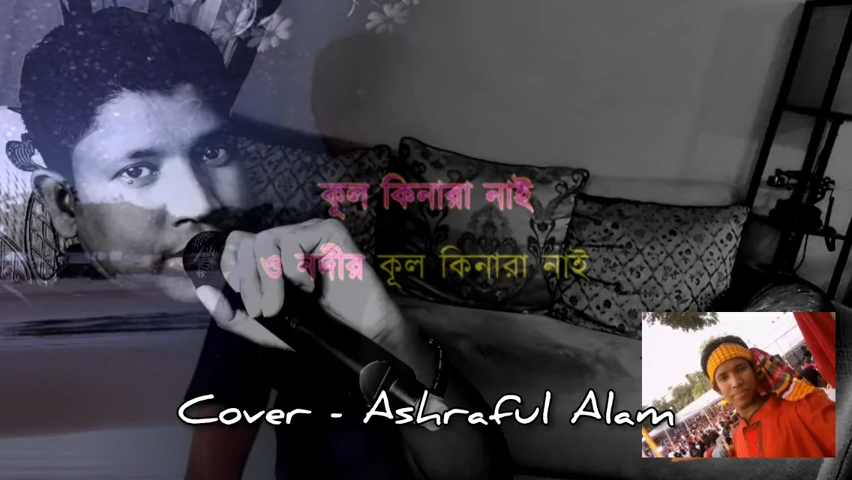 কূল কিনারা নাই
ও নদীর কূল কিনারা নাই
Cover - Ashraful Alam